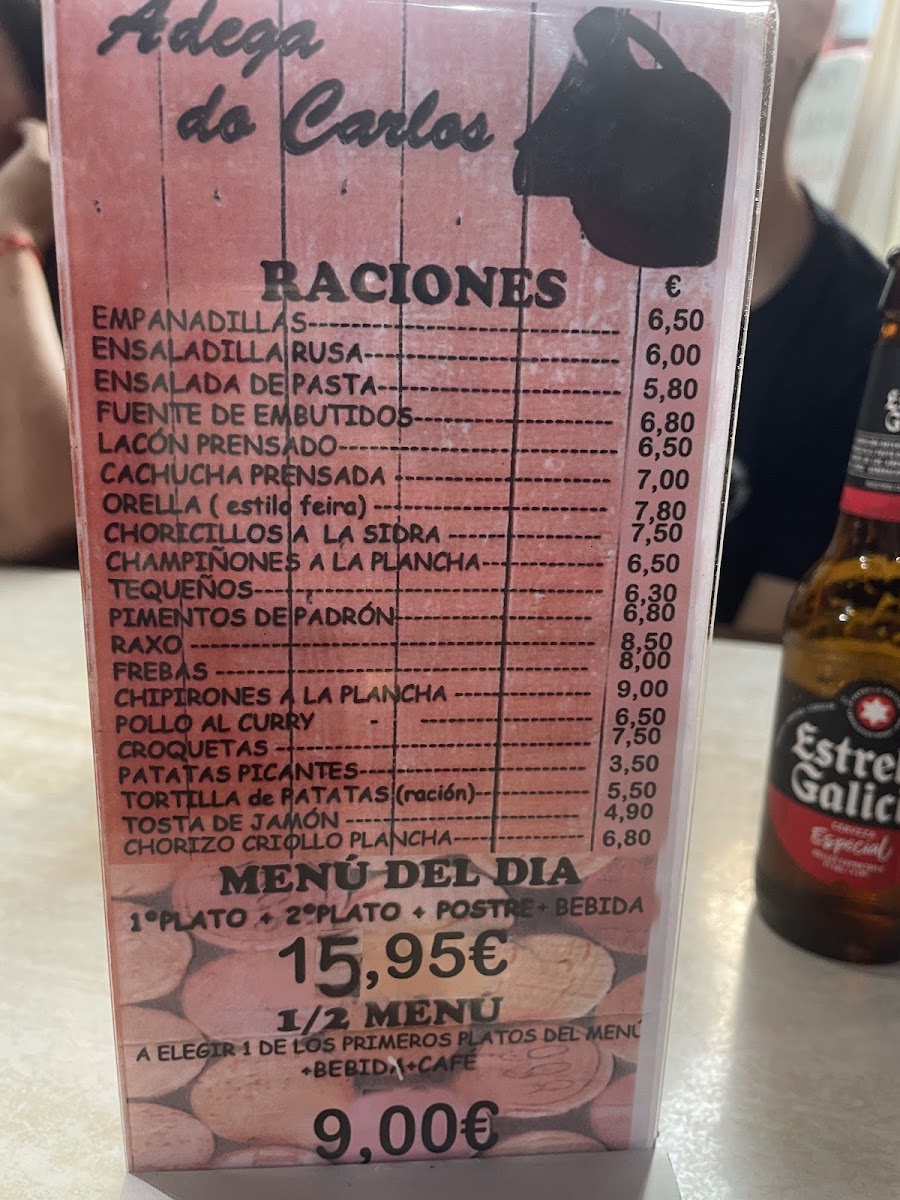 Adega
do Carlos
RACIONES €
EMPANADILLAS 6,50
ENSALADILLA RUSA 6,00
ENSALADA DE PASTA 5,80
FUENTE DE EMBUTIDOS 6,80
LACÓN PRENSADO 6,50
CACHUCHA PRENSADA 7,00
ORELLA ( estilo feira) 7,80
CHORICILLOS A LA SIDRA 7,50
CHAMPIÑONES A LA PLANCHA 6,50
TEQUEÑOS 6,30
PIMENTOS DE PADRÓN 6,80
RAXO 8,50
FREBAS 8,00
CHIPIRONES A LA PLANCHA 9,00
POLLO AL CURRY 6,50
CROQUETAS 7,50
PATATAS PICANTES 3,50
TORTILLA de PATATAS (ración) 5,50
TOSTA DE JAMÓN 4,90
CHORIZO CRIOLLO PLANCHA 6,80
MENÚ DEL DIA
1ºPLATO + 2ºPLATO + POSTRE + BEBIDA
15,95€
1/2 MENÚ
A ELEGIR 1 DE LOS PRIMEROS PLATOS DEL MENÚ
+BEBIDA+CAFÉ
9,00€
Estrel
Galici
CERVEZA
Especial